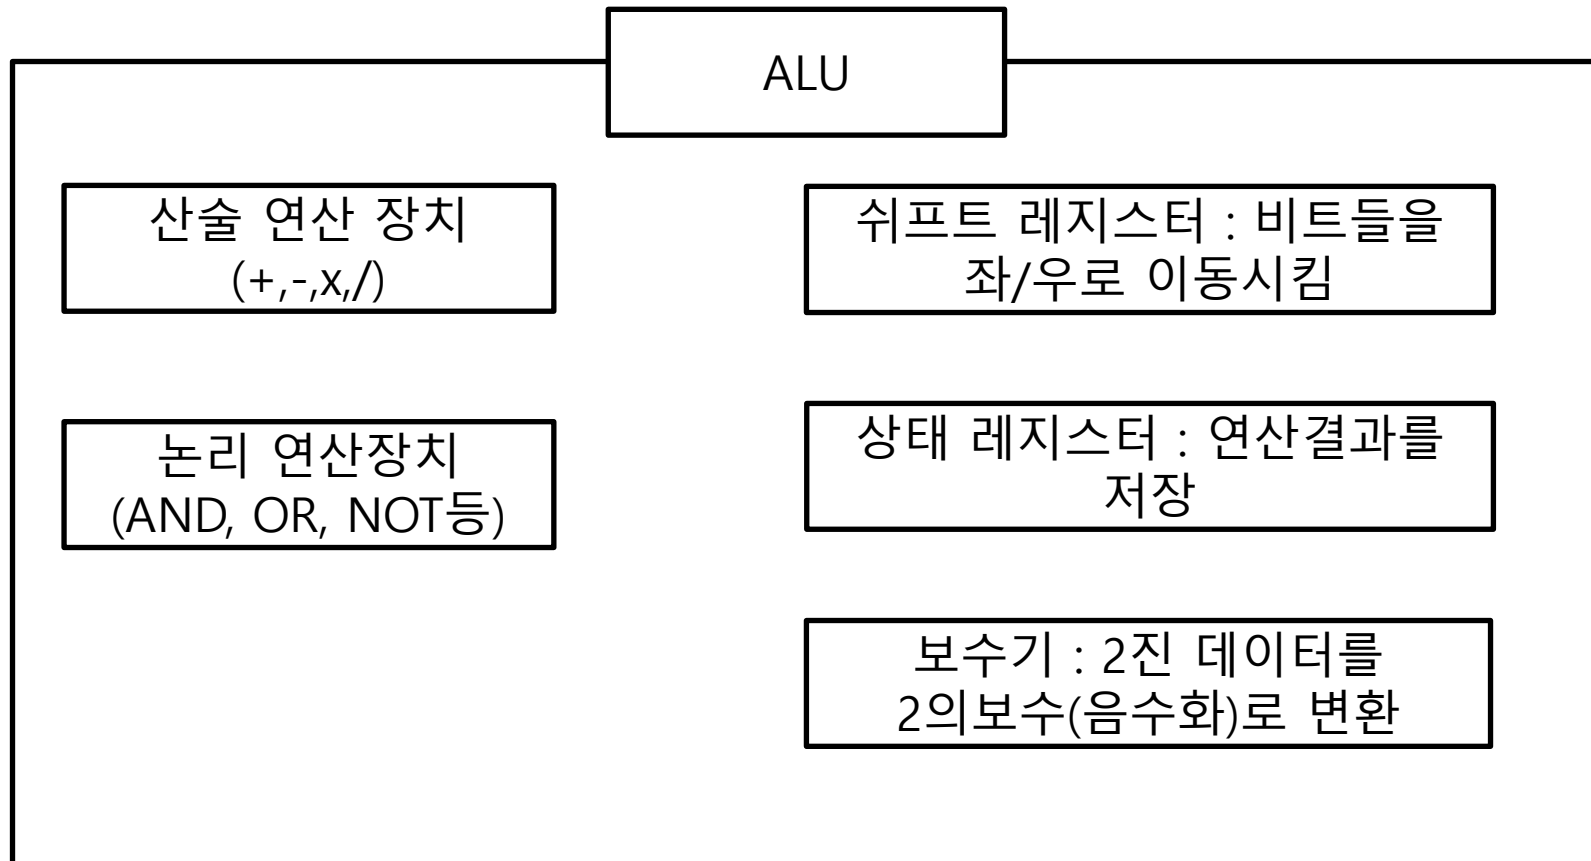 ALU
산술 연산 장치
(+,-,x,/)
논리 연산장치
(AND, OR, NOT등)
쉬프트 레지스터 : 비트들을
좌/우로 이동시킴
상태 레지스터 : 연산결과를
저장
보수기 : 2진 데이터를
2의보수(음수화)로 변환